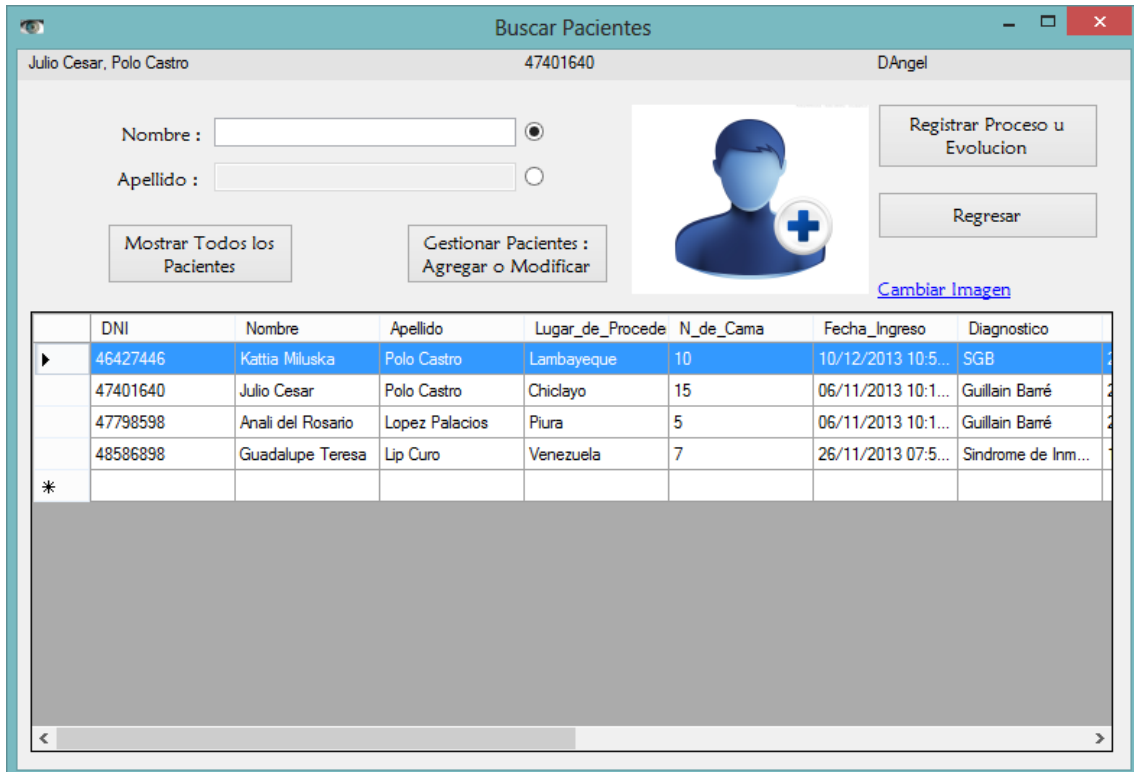 Buscar Pacientes
Julio Cesar, Polo Castro 47401640 DAngel
Nombre :
Apellido :
Mostrar Todos los
Pacientes
Gestionar Pacientes :
Agregar o Modificar
Registrar Proceso u
Evolucion
Regresar
Cambiar Imagen
DNI Nombre Apellido Lugar_de_Procede N_de_Cama Fecha_Ingreso Diagnostico
46427446 Kattia Miluska Polo Castro Lambayeque 10 10/12/2013 10:5... SGB
47401640 Julio Cesar Polo Castro Chiclayo 15 06/11/2013 10:1... Guillain Barré
47798598 Anali del Rosario Lopez Palacios Piura 5 06/11/2013 10:1... Guillain Barré
48586898 Guadalupe Teresa Lip Curo Venezuela 7 26/11/2013 07:5... Sindrome de Inm...